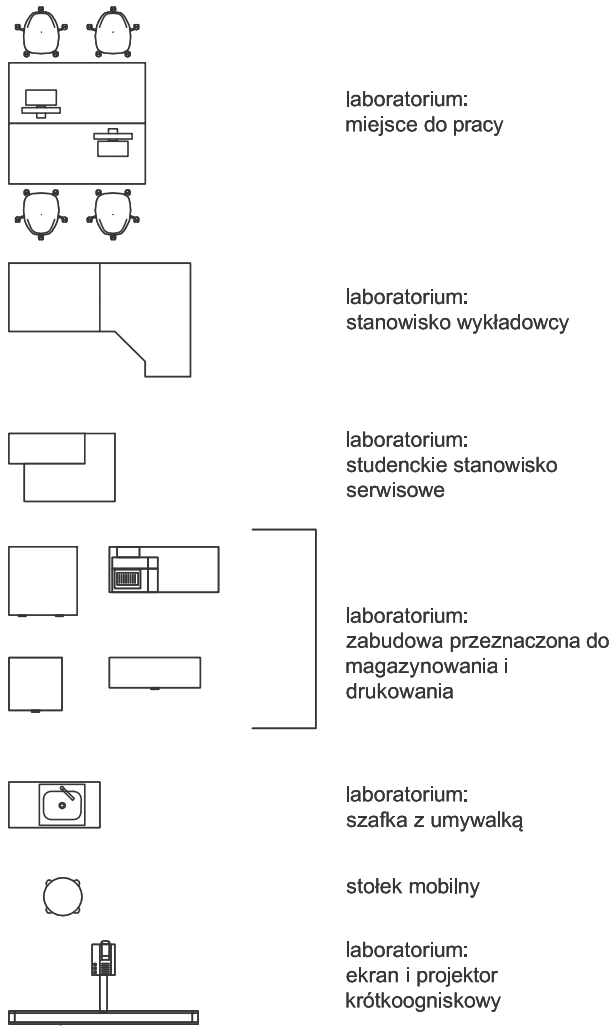 laboratorium:
miejsce do pracy
laboratorium:
stanowisko wykładowcy
laboratorium:
studenckie stanowisko
serwisowe
laboratorium:
zabudowa przeznaczona do
magazynowania i
drukowania
laboratorium:
szafka z umywalką
stołek mobilny
laboratorium:
ekran i projektor
krótkoogniskowy